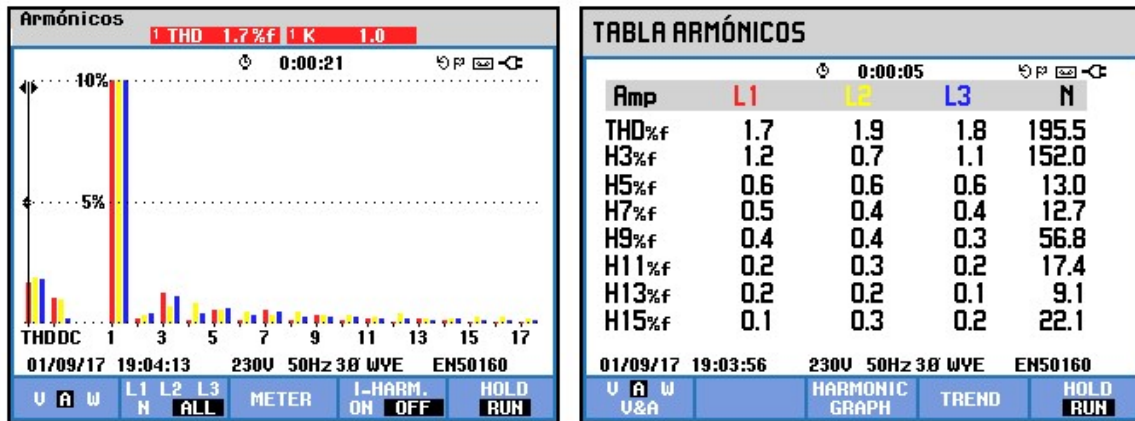 Armónicos
1 THD 1.7%f 1 K 1.0
0:00:21
10%
5%
THD DC 1 3 5 7 9 11 13 15 17
01/09/17 19:04:13 230V 50Hz 3Ø WYE EN50160
V A W L1 L2 L3 N ALL METER I-HARM. ON OFF HOLD RUN
TABLA ARMÓNICOS
0:00:05
Amp L1 L2 L3 N
THD%f 1.7 1.9 1.8 195.5
H3%f 1.2 0.7 1.1 152.0
H5%f 0.6 0.6 0.6 13.0
H7%f 0.5 0.4 0.4 12.7
H9%f 0.4 0.4 0.3 56.8
H11%f 0.2 0.3 0.2 17.4
H13%f 0.2 0.2 0.1 9.1
H15%f 0.1 0.3 0.2 22.1
01/09/17 19:03:56 230V 50Hz 3Ø WYE EN50160
V A W V&A HARMONIC GRAPH TREND HOLD RUN